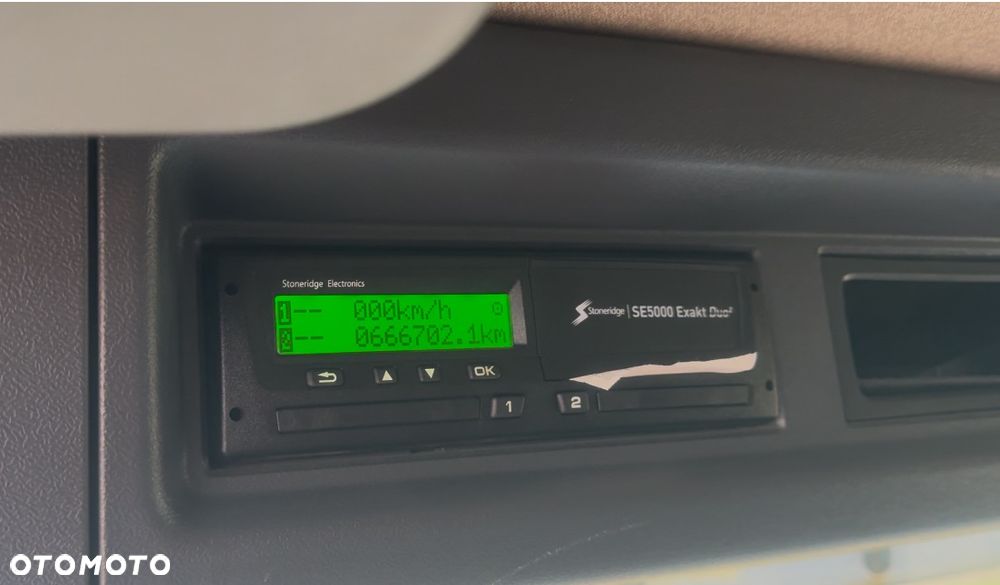 Stoneridge Electronics
1 -- 000km/h
2 -- 0666702.1km
Stoneridge | SE5000 Exakt Duo²
OK
1
2
OTOMOTO